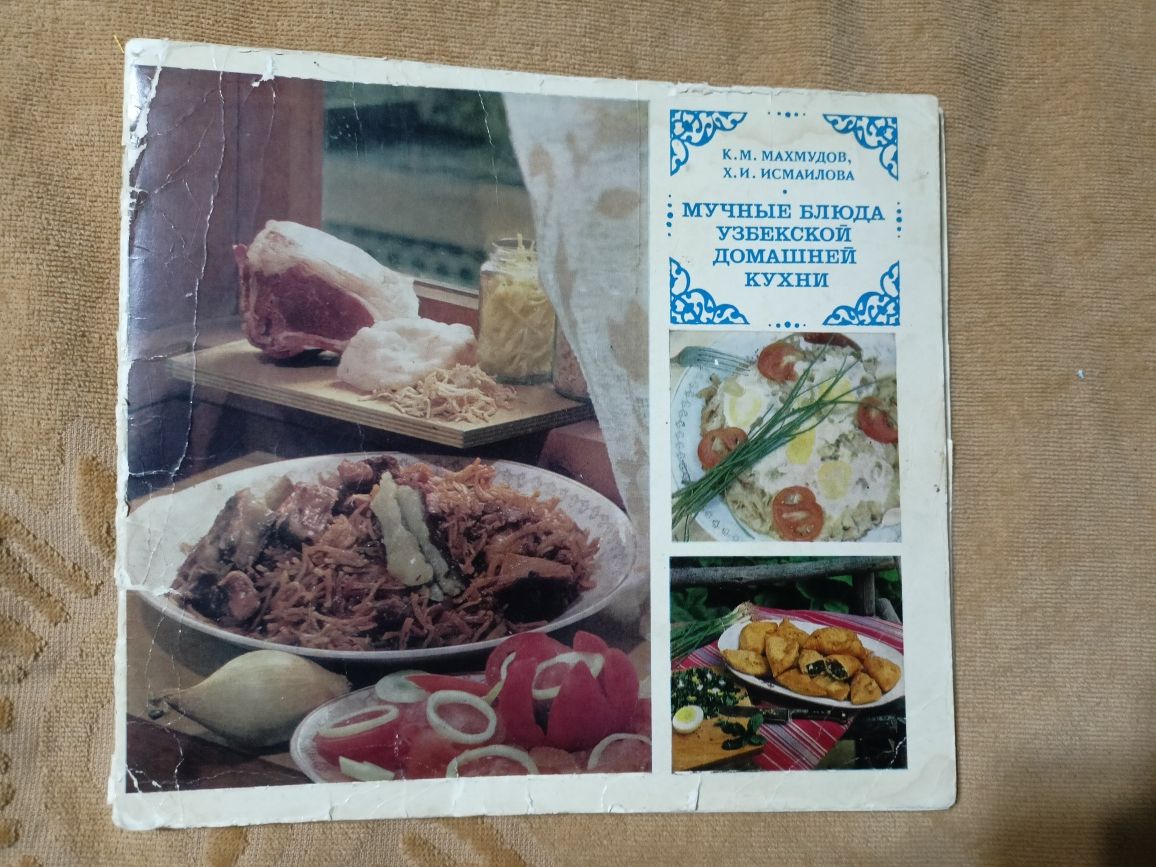 К.М. МАХМУДОВ,
Х.И. ИСМАИЛОВА
МУЧНЫЕ БЛЮДА
УЗБЕКСКОЙ
ДОМАШНЕЙ
КУХНИ